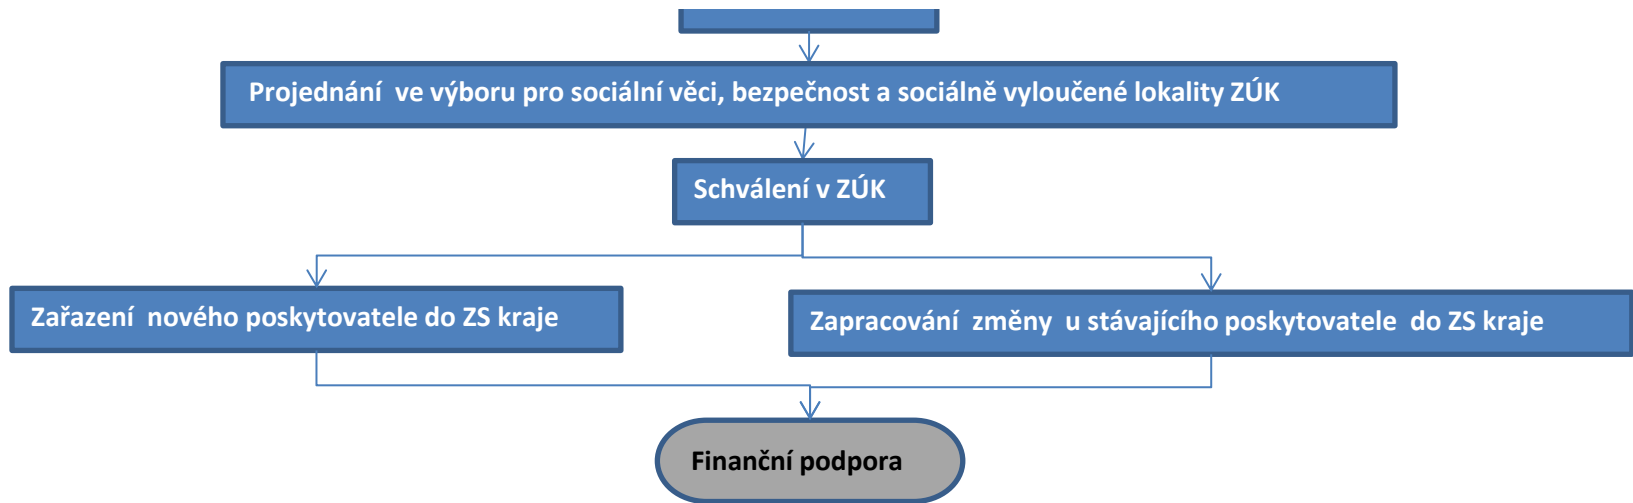 Projednání ve výboru pro sociální věci, bezpečnost a sociálně vyloučené lokality ZÚK
Schválení v ZÚK
Zařazení nového poskytovatele do ZS kraje
Zapracování změny u stávajícího poskytovatele do ZS kraje
Finanční podpora